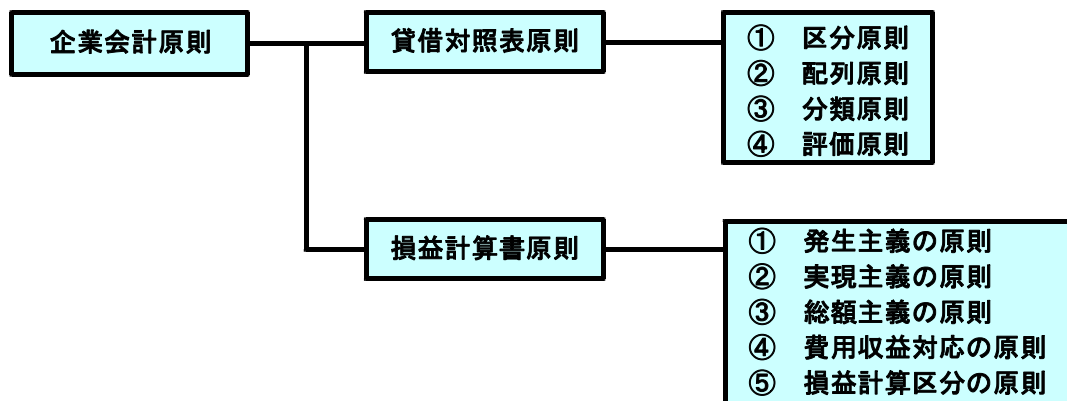 企業会計原則
貸借対照表原則
① 区分原則
② 配列原則
③ 分類原則
④ 評価原則
損益計算書原則
① 発生主義の原則
② 実現主義の原則
③ 総額主義の原則
④ 費用収益対応の原則
⑤ 損益計算区分の原則